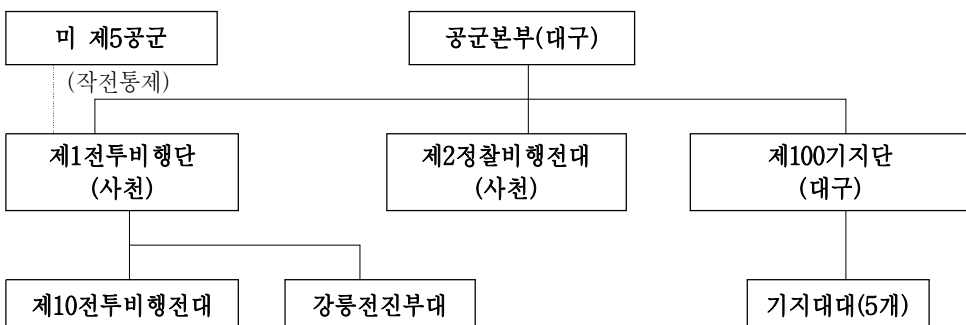 미 제5공군
공군본부(대구)
(작전통제)
제1전투비행단
(사천)
제2정찰비행전대
(사천)
제100기지단
(대구)
제10전투비행전대
강릉전진부대
기지대대(5개)